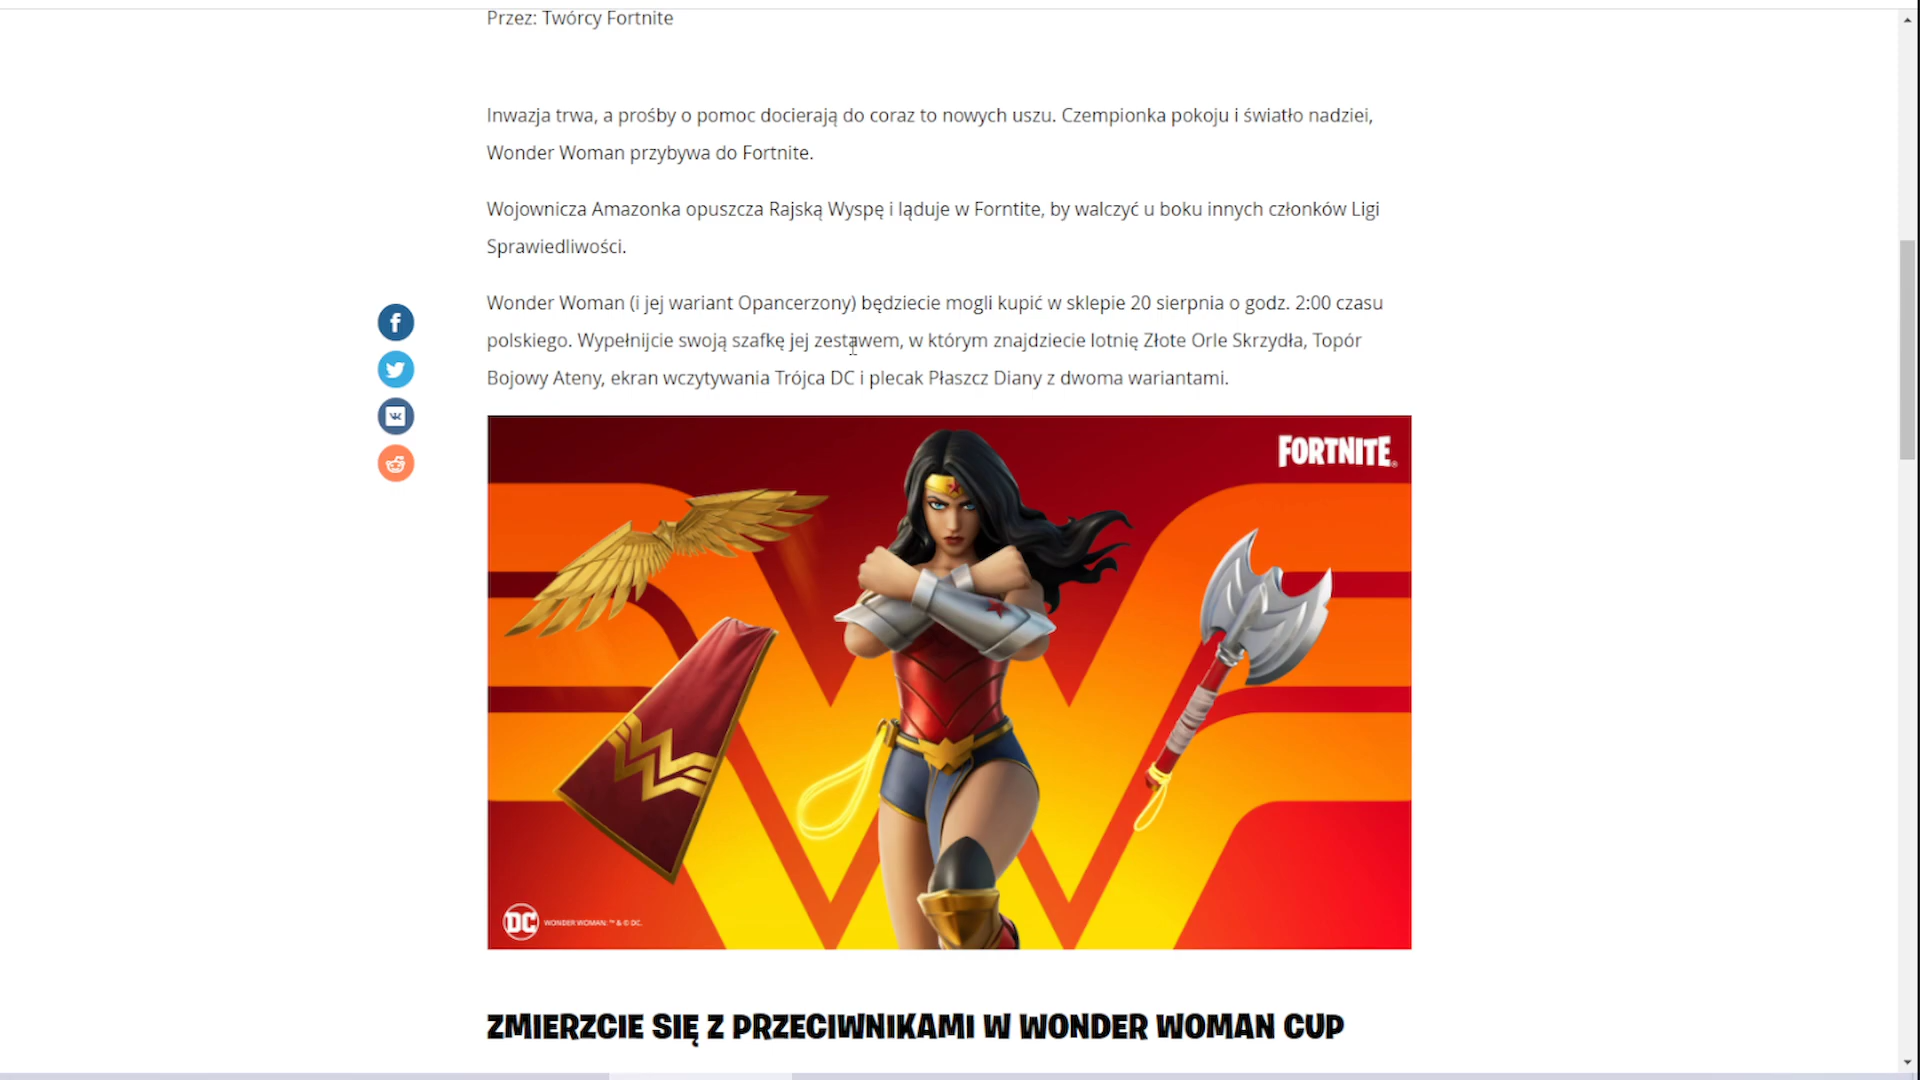 Przez: Twórcy Fortnite
Inwazja trwa, a prośby o pomoc docierają do coraz to nowych uszu. Czempionka pokoju i światło nadziei,
Wonder Woman przybywa do Fortnite.
Wojownicza Amazonka opuszcza Rajską Wyspę i ląduje w Forntite, by walczyć u boku innych członków Ligi
Sprawiedliwości.
Wonder Woman (i jej wariant Opancerzony) będziecie mogli kupić w sklepie 20 sierpnia o godz. 2:00 czasu
polskiego. Wypełnijcie swoją szafkę jej zestawem, w którym znajdziecie lotnię Złote Orle Skrzydła, Topór
Bojowy Ateny, ekran wczytywania Trójca DC i plecak Płaszcz Diany z dwoma wariantami.
FORTNITE®
DC WONDER WOMAN: ™ & © DC.
ZMIERZCIE SIĘ Z PRZECIWNIKAMI W WONDER WOMAN CUP